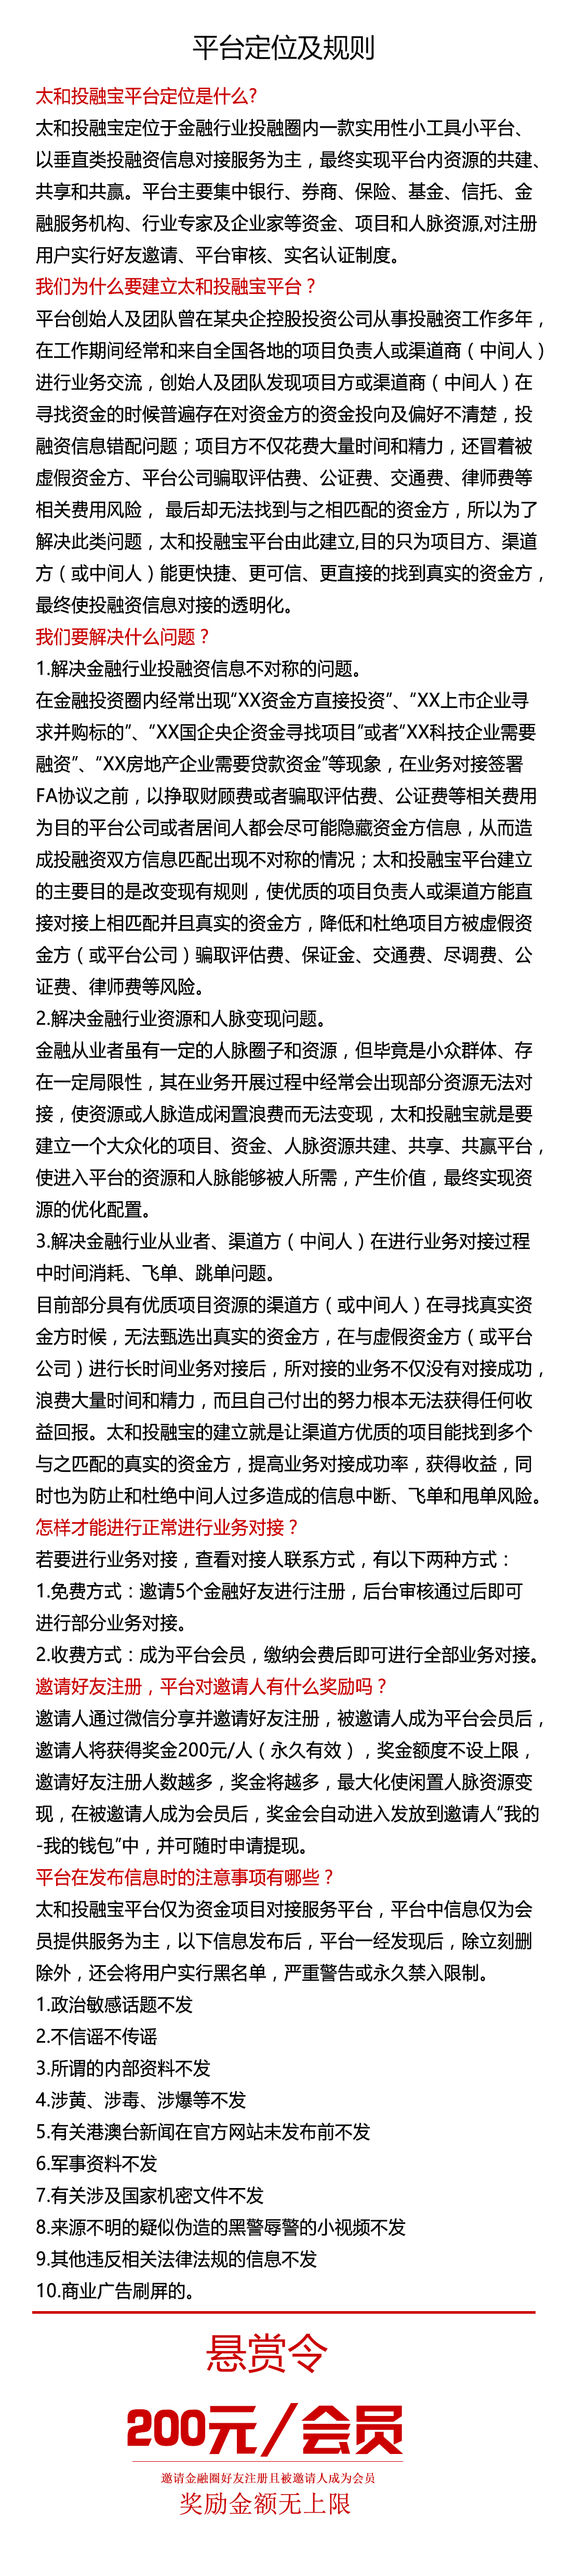 平台定位及规则
太和投融宝平台定位是什么?
太和投融宝定位于金融行业投融圈内一款实用性小工具小平台、
以垂直类投融资信息对接服务为主，最终实现平台内资源的共建、
共享和共赢。平台主要集中银行、券商、保险、基金、信托、金
融服务机构、行业专家及企业家等资金、项目和人脉资源,对注册
用户实行好友邀请、平台审核、实名认证制度。
我们为什么要建立太和投融宝平台？
平台创始人及团队曾在某央企控股投资公司从事投融资工作多年，
在工作期间经常和来自全国各地的项目负责人或渠道商（中间人）
进行业务交流，创始人及团队发现项目方或渠道商（中间人）在
寻找资金的时候普遍存在对资金方的资金投向及偏好不清楚，投
融资信息错配问题；项目方不仅花费大量时间和精力，还冒着被
虚假资金方、平台公司骗取评估费、公证费、交通费、律师费等
相关费用风险， 最后却无法找到与之相匹配的资金方，所以为了
解决此类问题，太和投融宝平台由此建立,目的只为项目方、渠道
方（或中间人）能更快捷、更可信、更直接的找到真实的资金方，
最终使投融资信息对接的透明化。
我们要解决什么问题？
1.解决金融行业投融资信息不对称的问题。
在金融投资圈内经常出现“XX资金方直接投资”、“XX上市企业寻
求并购标的”、“XX国企央企资金寻找项目”或者“XX科技企业需要
融资”、“XX房地产企业需要贷款资金”等现象，在业务对接签署
FA协议之前，以挣取财顾费或者骗取评估费、公证费等相关费用
为目的平台公司或者居间人都会尽可能隐藏资金方信息，从而造
成投融资双方信息匹配出现不对称的情况；太和投融宝平台建立
的主要目的是改变现有规则，使优质的项目负责人或渠道方能直
接对接上相匹配并且真实的资金方，降低和杜绝项目方被虚假资
金方（或平台公司）骗取评估费、保证金、交通费、尽调费、公
证费、律师费等风险。
2.解决金融行业资源和人脉变现问题。
金融从业者虽有一定的人脉圈子和资源，但毕竟是小众群体、存
在一定局限性，其在业务开展过程中经常会出现部分资源无法对
接，使资源或人脉造成闲置浪费而无法变现，太和投融宝就是要
建立一个大众化的项目、资金、人脉资源共建、共享、共赢平台，
使进入平台的资源和人脉能够被人所需，产生价值，最终实现资
源的优化配置。
3.解决金融行业从业者、渠道方（中间人）在进行业务对接过程
中时间消耗、飞单、跳单问题。
目前部分具有优质项目资源的渠道方（或中间人）在寻找真实资
金方时候，无法甄选出真实的资金方，在与虚假资金方（或平台
公司）进行长时间业务对接后，所对接的业务不仅没有对接成功，
浪费大量时间和精力，而且自己付出的努力根本无法获得任何收
益回报。太和投融宝的建立就是让渠道方优质的项目能找到多个
与之匹配的真实的资金方，提高业务对接成功率，获得收益，同
时也为防止和杜绝中间人过多造成的信息中断、飞单和甩单风险。
怎样才能进行正常进行业务对接？
若要进行业务对接，查看对接人联系方式，有以下两种方式：
1.免费方式：邀请5个金融好友进行注册，后台审核通过后即可
进行部分业务对接。
2.收费方式：成为平台会员，缴纳会费后即可进行全部业务对接。
邀请好友注册，平台对邀请人有什么奖励吗？
邀请人通过微信分享并邀请好友注册，被邀请人成为平台会员后，
邀请人将获得奖金200元/人（永久有效），奖金额度不设上限，
邀请好友注册人数越多，奖金将越多，最大化使闲置人脉资源变
现，在被邀请人成为会员后，奖金会自动进入发放到邀请人“我的
-我的钱包”中，并可随时申请提现。
平台在发布信息时的注意事项有哪些？
太和投融宝平台仅为资金项目对接服务平台，平台中信息仅为会
员提供服务为主，以下信息发布后，平台一经发现后，除立刻删
除外，还会将用户实行黑名单，严重警告或永久禁入限制。
1.政治敏感话题不发
2.不信谣不传谣
3.所谓的内部资料不发
4.涉黄、涉毒、涉爆等不发
5.有关港澳台新闻在官方网站未发布前不发
6.军事资料不发
7.有关涉及国家机密文件不发
8.来源不明的疑似伪造的黑警辱警的小视频不发
9.其他违反相关法律法规的信息不发
10.商业广告刷屏的。
悬赏令
200元/会员
邀请金融圈好友注册且被邀请人成为会员
奖励金额无上限